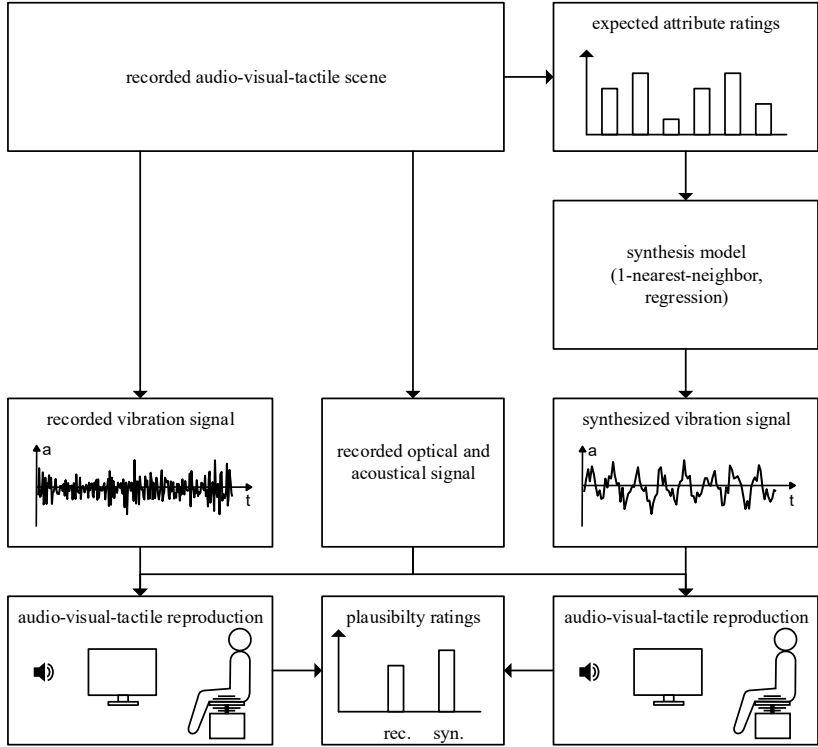 recorded audio-visual-tactile scene
expected attribute ratings
synthesis model
(1-nearest-neighbor,
regression)
recorded vibration signal
a
t
recorded optical and
acoustical signal
synthesized vibration signal
a
t
audio-visual-tactile reproduction
plausibilty ratings
rec. syn.
audio-visual-tactile reproduction